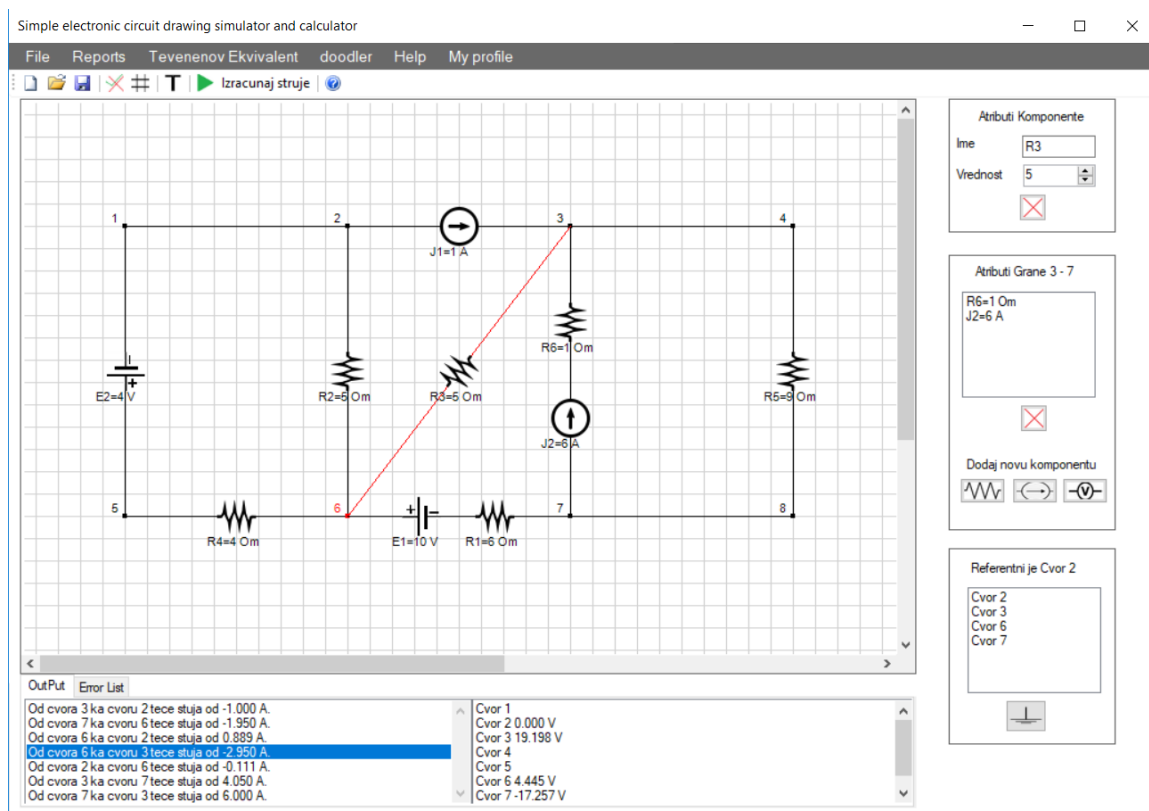 Simple electronic circuit drawing simulator and calculator
File Reports Tevenenov Ekvivalent doodler Help My profile
T Izracunaj struje ?
1 2 3 4
J1=1 A
R6=1 Om
E2=4 V R2=5 Om R3=5 Om R5=9 Om
J2=6 A
5 6 7 8
R4=4 Om E1=10 V R1=6 Om
Atributi Komponente
Ime R3
Vrednost 5
Atributi Grane 3 - 7
R6=1 Om
J2=6 A
Dodaj novu komponentu
V
Referentni je Cvor 2
Cvor 2
Cvor 3
Cvor 6
Cvor 7
OutPut Error List
Od cvora 3 ka cvoru 2 tece stuja od -1.000 A.
Od cvora 7 ka cvoru 6 tece stuja od -1.950 A.
Od cvora 6 ka cvoru 2 tece stuja od 0.889 A.
Od cvora 6 ka cvoru 3 tece stuja od -2.950 A.
Od cvora 2 ka cvoru 6 tece stuja od -0.111 A.
Od cvora 3 ka cvoru 7 tece stuja od 4.050 A.
Od cvora 7 ka cvoru 3 tece stuja od 6.000 A.
Cvor 1
Cvor 2 0.000 V
Cvor 3 19.198 V
Cvor 4
Cvor 5
Cvor 6 4.445 V
Cvor 7 -17.257 V